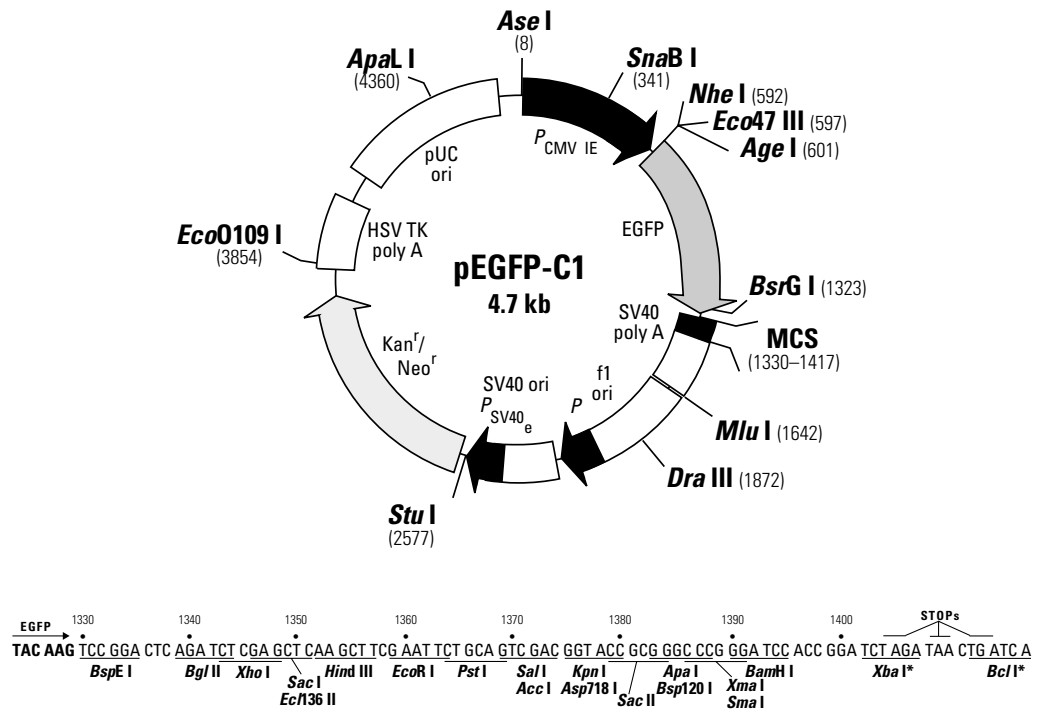 Ase I
(8)
ApaL I
(4360)
SnaB I
(341)
Nhe I (592)
Eco47 III (597)
Age I (601)
PCMV IE
pUC
ori
EGFP
HSV TK
poly A
EcoO109 I
(3854)
pEGFP-C1
4.7 kb
BsrG I (1323)
SV40
poly A
MCS
(1330–1417)
Kanr/
Neor
SV40 ori
PSV40e
f1
ori
P
Mlu I (1642)
Dra III (1872)
Stu I
(2577)
EGFP
1330 1340 1350 1360 1370 1380 1390 1400 STOPs
TAC AAG TCC GGA CTC AGA TCT CGA GCT CAA GCT TCG AAT TCT GCA GTC GAC GGT ACC GCG GGC CCG GGA TCC ACC GGA TCT AGA TAA CTG ATC A
BspE I Bgl II Xho I Hind III EcoR I Pst I Sal I Kpn I Apa I BamH I Xba I* Bcl I*
Sac I Acc I Asp718 I Bsp120 I Xma I
Ecl136 II Sac II Sma I